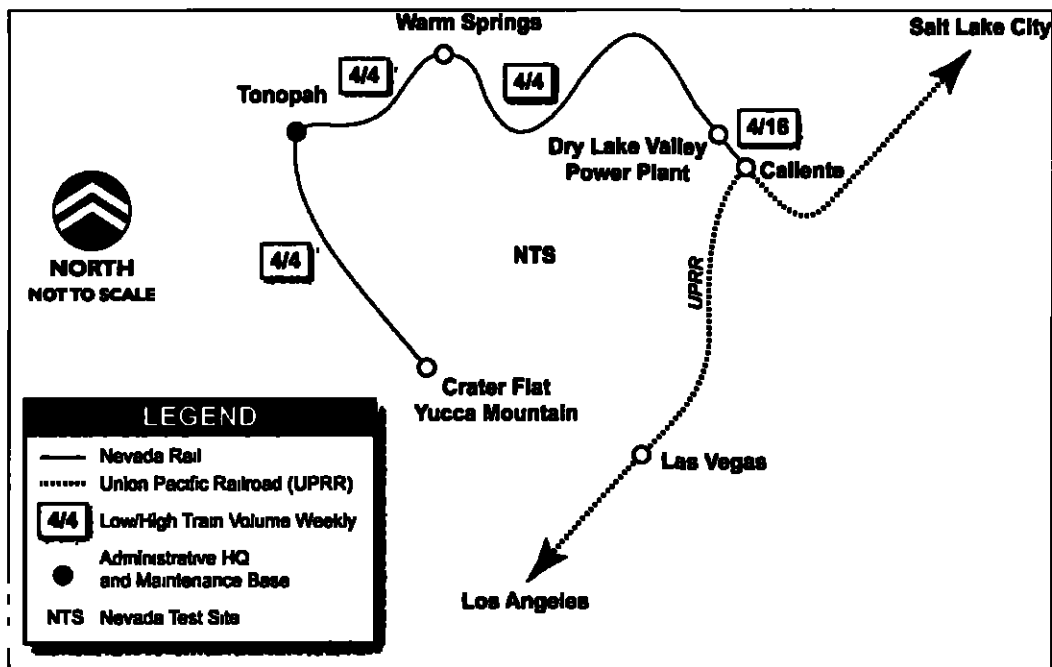 Warm Springs
Salt Lake City
4/4
4/4
Tonopah
4/16
Dry Lake Valley
Power Plant
Caliente
NORTH
NOT TO SCALE
4/4
NTS
UPRR
Crater Flat
Yucca Mountain
LEGEND
Nevada Rail
Union Pacific Railroad (UPRR)
4/4 Low/High Train Volume Weekly
Administrative HQ
and Maintenance Base
NTS Nevada Test Site
Las Vegas
Los Angeles